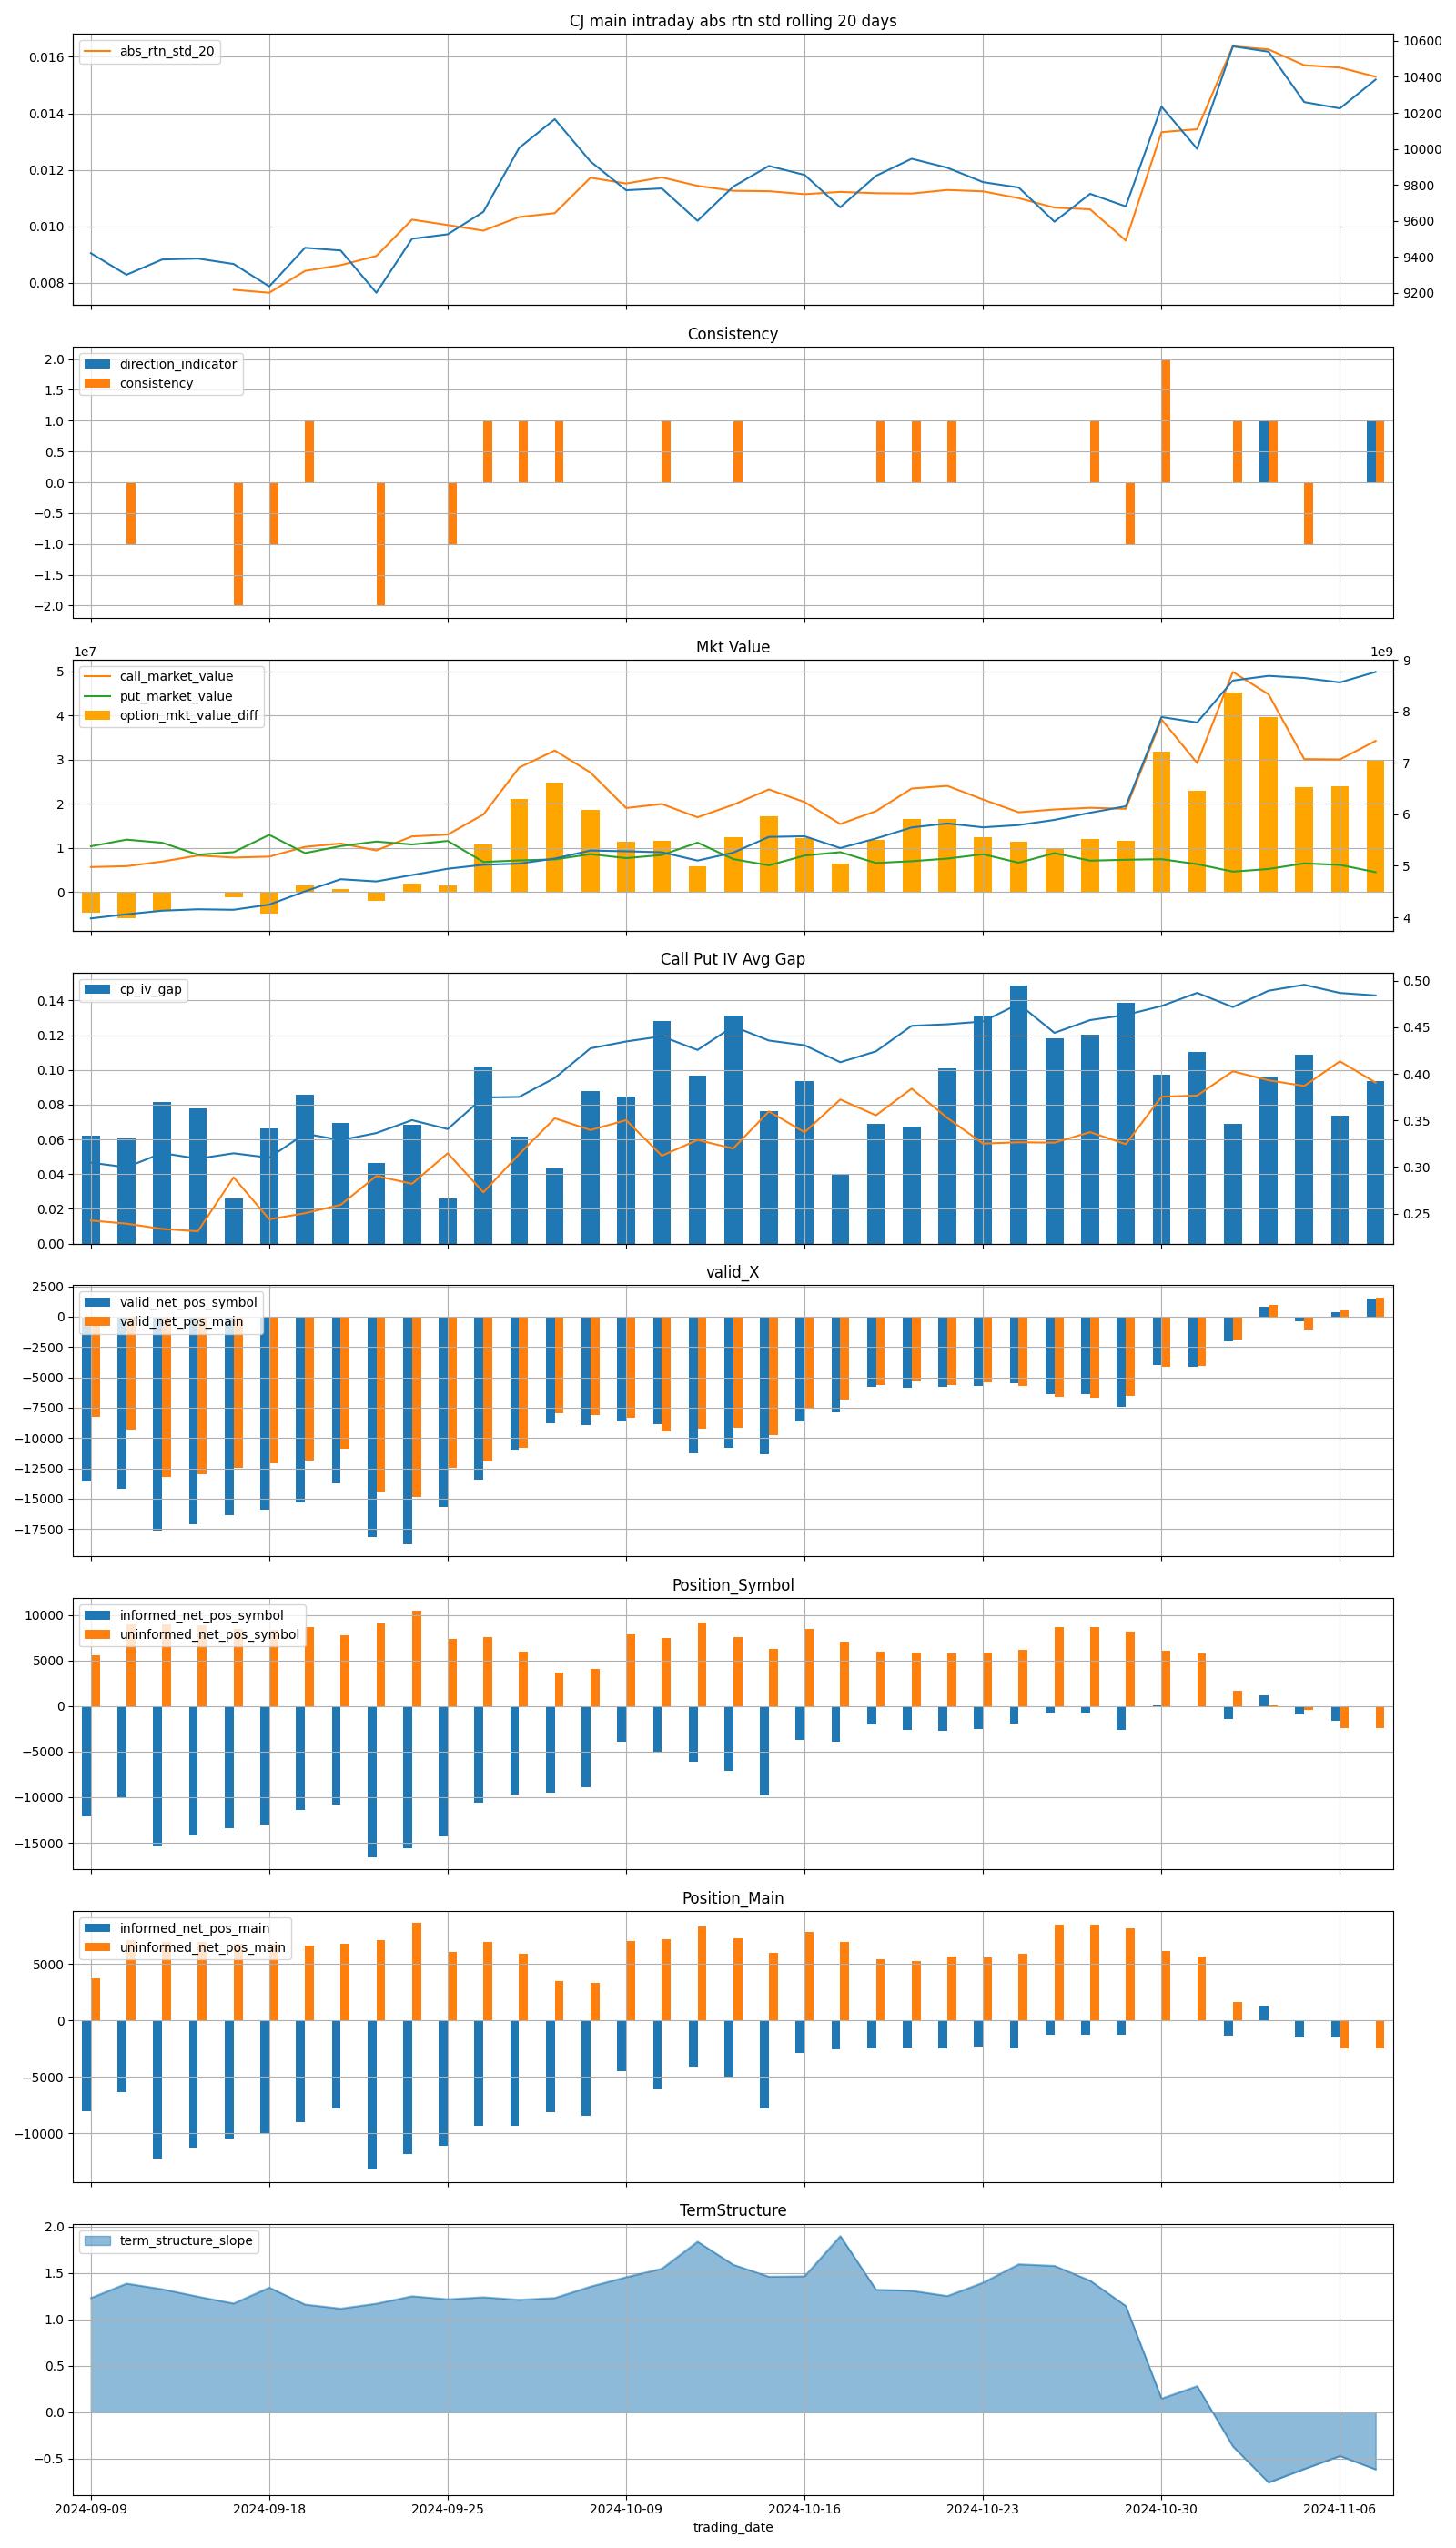 CJ main intraday abs rtn std rolling 20 days
abs_rtn_std_20
0.016
0.014
0.012
0.010
0.008
10600
10400
10200
10000
9800
9600
9400
9200
Consistency
direction_indicator
consistency
2.0
1.5
1.0
0.5
0.0
−0.5
−1.0
−1.5
−2.0
Mkt Value
1e7
1e9
call_market_value
put_market_value
option_mkt_value_diff
5
4
3
2
1
0
9
8
7
6
5
4
Call Put IV Avg Gap
cp_iv_gap
0.14
0.12
0.10
0.08
0.06
0.04
0.02
0.00
0.50
0.45
0.40
0.35
0.30
0.25
valid_X
valid_net_pos_symbol
valid_net_pos_main
2500
0
−2500
−5000
−7500
−10000
−12500
−15000
−17500
Position_Symbol
informed_net_pos_symbol
uninformed_net_pos_symbol
10000
5000
0
−5000
−10000
−15000
Position_Main
informed_net_pos_main
uninformed_net_pos_main
5000
0
−5000
−10000
TermStructure
term_structure_slope
2.0
1.5
1.0
0.5
0.0
−0.5
2024-09-09 2024-09-18 2024-09-25 2024-10-09 2024-10-16 2024-10-23 2024-10-30 2024-11-06
trading_date